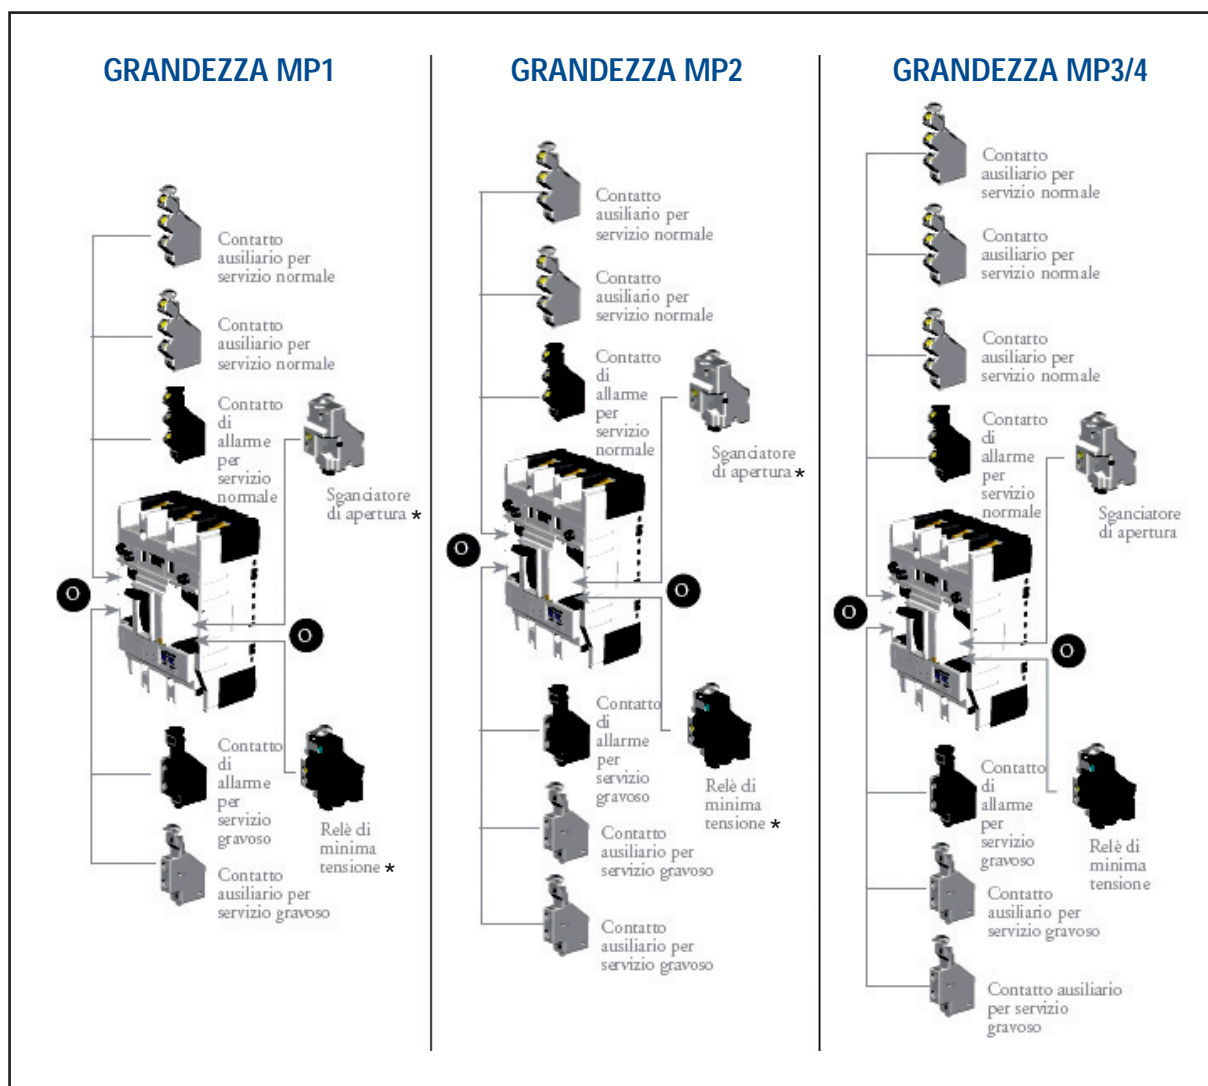 GRANDEZZA MP1
Contatto
ausiliario per
servizio normale
Contatto
ausiliario per
servizio normale
Contatto
di
allarme
per
servizio
normale
Sganciatore
di apertura *
O
O
Contatto
di
allarme
per
servizio
gravoso
Relè di
minima
tensione *
Contatto
ausiliario per
servizio gravoso
GRANDEZZA MP2
Contatto
ausiliario per
servizio normale
Contatto
ausiliario per
servizio normale
Contatto
di
allarme
per
servizio
normale
Sganciatore
di apertura *
O
O
Contatto
di
allarme
per
servizio
gravoso
Relè di
minima
tensione *
Contatto
ausiliario per
servizio gravoso
Contatto
ausiliario per
servizio gravoso
GRANDEZZA MP3/4
Contatto
ausiliario per
servizio normale
Contatto
ausiliario per
servizio normale
Contatto
ausiliario per
servizio normale
Contatto
di
allarme
per
servizio
normale
Sganciatore
di apertura
O
O
Contatto
di
allarme
per
servizio
gravoso
Relè di
minima
tensione
Contatto
ausiliario per
servizio gravoso
Contatto ausiliario
per servizio
gravoso